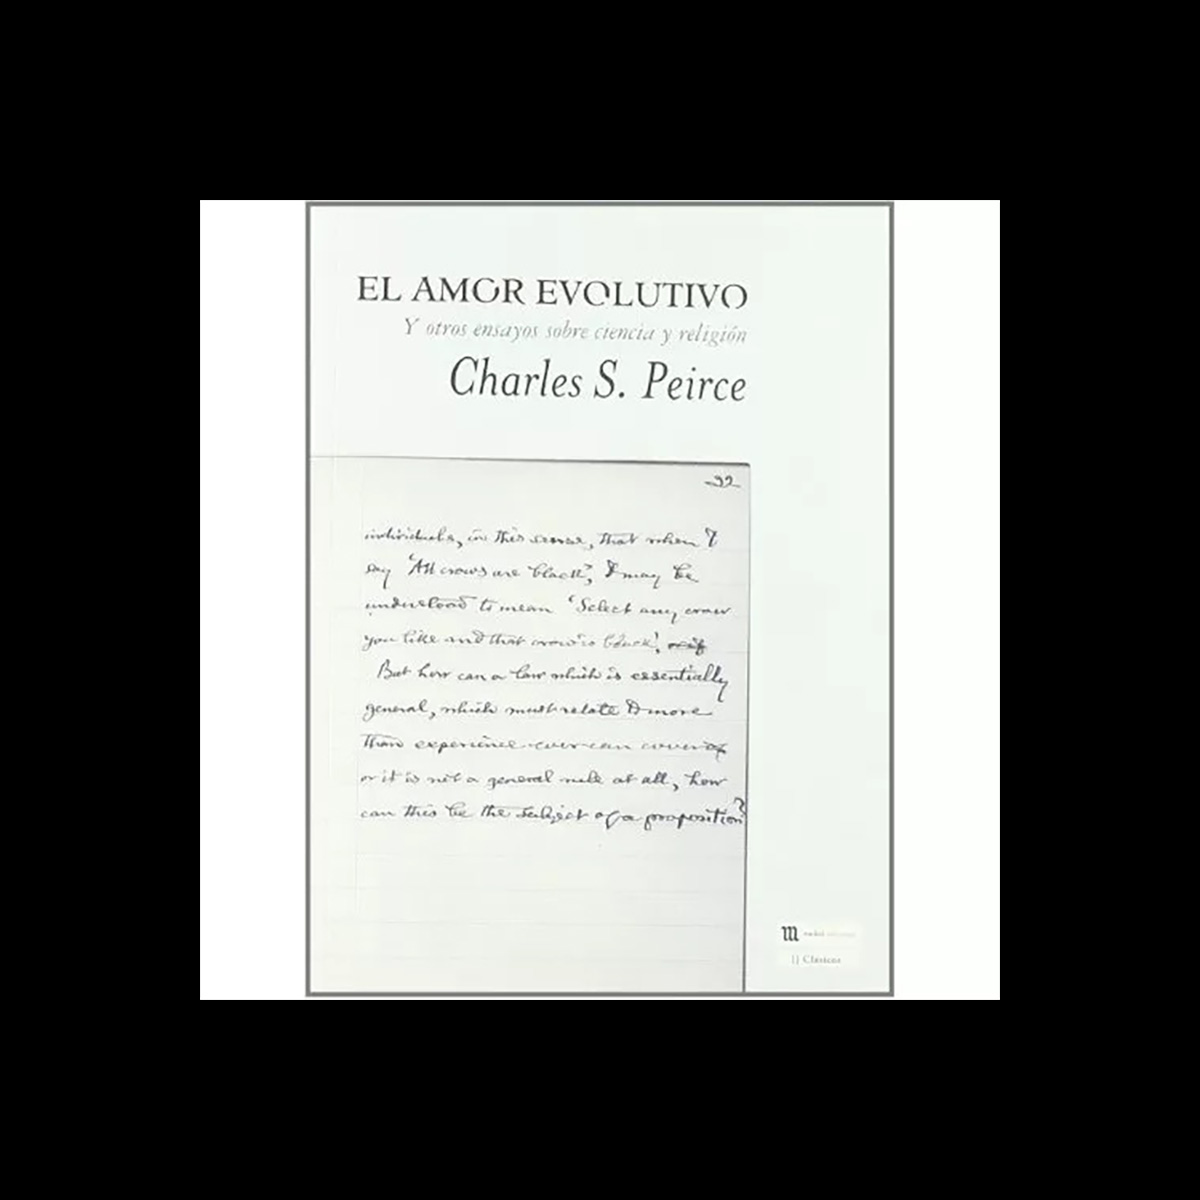 EL AMOR EVOLUTIVO
Y otros ensayos sobre ciencia y religión
Charles S. Peirce
32
individuals, in this sense, that when I
say 'All crows are black', I may be
understood to mean 'Select any crow
you like and that crow is black',
But how can a law which is essentially
general, which must relate to more
than experience ever can cover
or it is not a general rule at all, how
can this be the subject of a proposition?
m
Clásicos